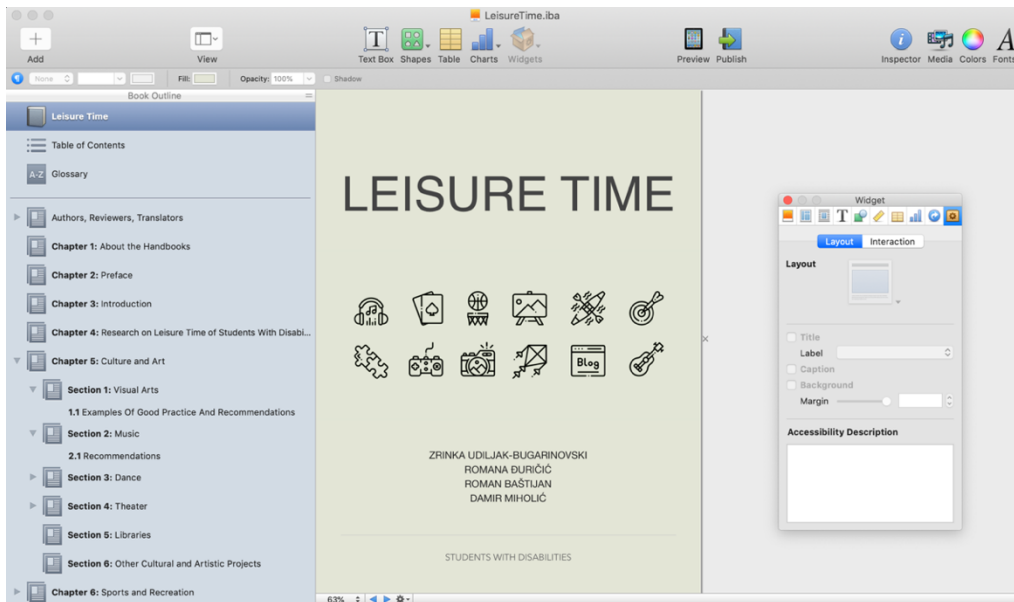 LeisureTime.iba
Add
View
Text Box Shapes Table Charts Widgets
Preview Publish
Inspector Media Colors Fonts
None Fill: Opacity: 100% Shadow
Book Outline
Leisure Time
Table of Contents
A-Z Glossary
Authors, Reviewers, Translators
Chapter 1: About the Handbooks
Chapter 2: Preface
Chapter 3: Introduction
Chapter 4: Research on Leisure Time of Students With Disabi...
Chapter 5: Culture and Art
Section 1: Visual Arts
1.1 Examples Of Good Practice And Recommendations
Section 2: Music
2.1 Recommendations
Section 3: Dance
Section 4: Theater
Section 5: Libraries
Section 6: Other Cultural and Artistic Projects
Chapter 6: Sports and Recreation
LEISURE TIME
Blog
ZRINKA UDILJAK-BUGARINOVSKI
ROMANA ĐURIČIĆ
ROMAN BAŠTIJAN
DAMIR MIHOLIĆ
STUDENTS WITH DISABILITIES
63%
Widget
T
Layout Interaction
Layout
Title
Label
Caption
Background
Margin
Accessibility Description